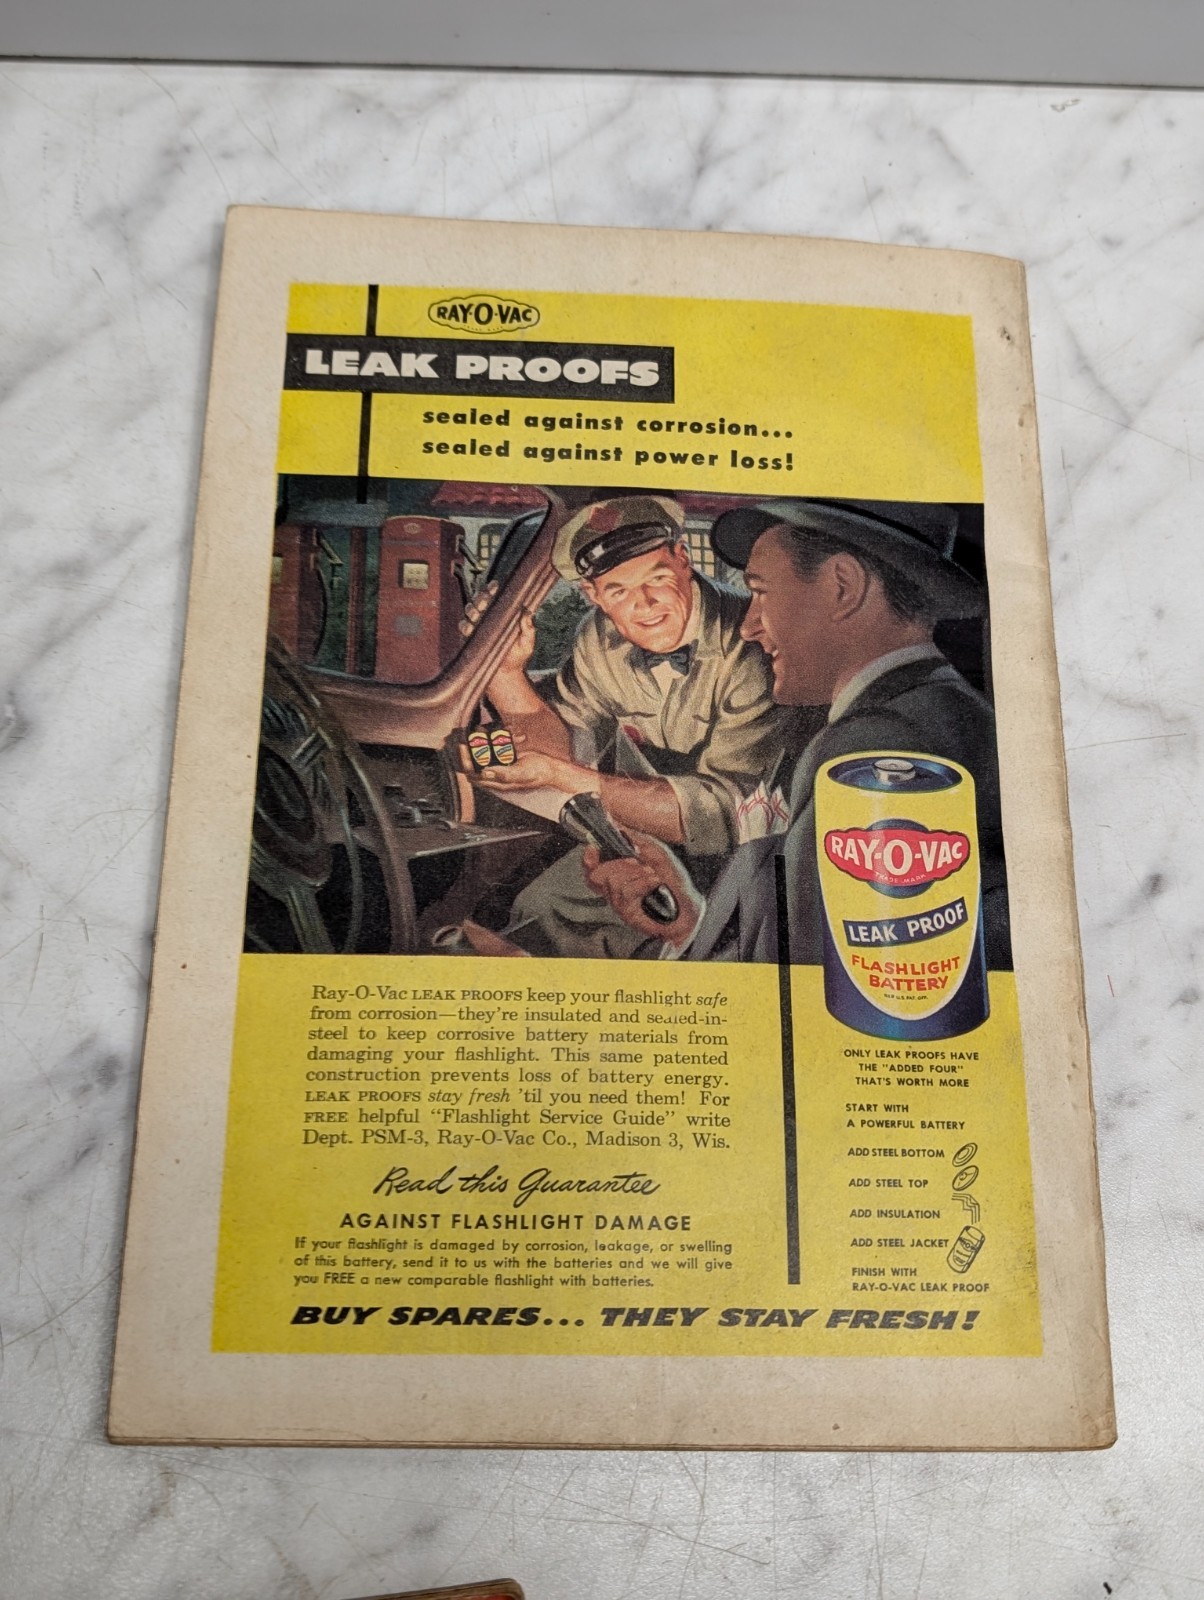 RAY-O-VAC
LEAK PROOFS
sealed against corrosion...
sealed against power loss!
RAY-O-VAC
TRADE MARK
LEAK PROOF
FLASHLIGHT
BATTERY
REG U.S. PAT. OFF.
Ray-O-Vac LEAK PROOFS keep your flashlight safe
from corrosion—they're insulated and sealed-in-
steel to keep corrosive battery materials from
damaging your flashlight. This same patented
construction prevents loss of battery energy.
LEAK PROOFS stay fresh 'til you need them! For
FREE helpful "Flashlight Service Guide" write
Dept. PSM-3, Ray-O-Vac Co., Madison 3, Wis.
Read this Guarantee
AGAINST FLASHLIGHT DAMAGE
If your flashlight is damaged by corrosion, leakage, or swelling
of this battery, send it to us with the batteries and we will give
you FREE a new comparable flashlight with batteries.
ONLY LEAK PROOFS HAVE
THE "ADDED FOUR"
THAT'S WORTH MORE
START WITH
A POWERFUL BATTERY
ADD STEEL BOTTOM
ADD STEEL TOP
ADD INSULATION
ADD STEEL JACKET
FINISH WITH
RAY-O-VAC LEAK PROOF
BUY SPARES... THEY STAY FRESH!